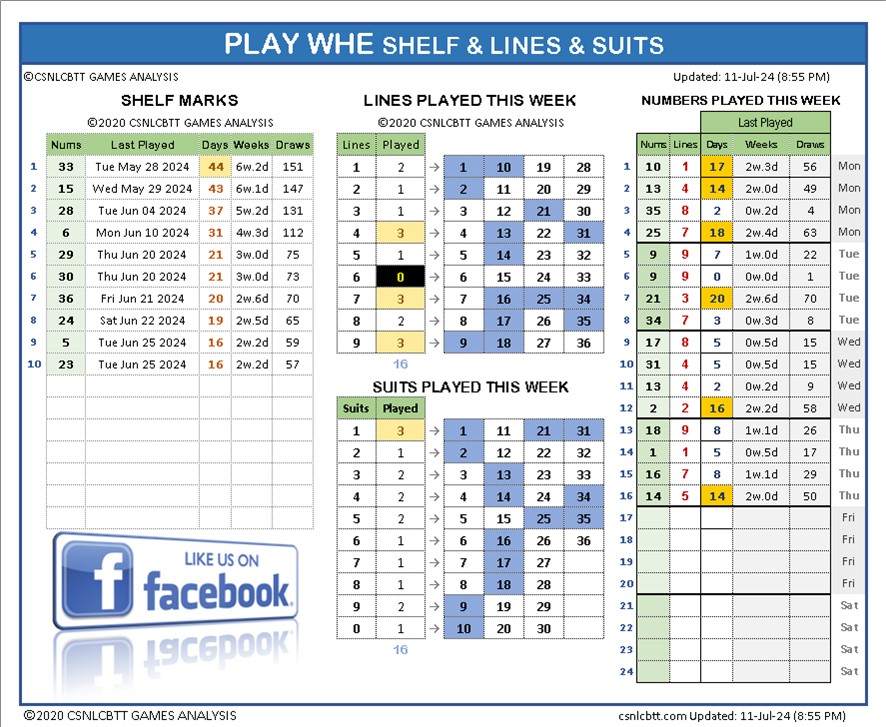 PLAY WHE SHELF & LINES & SUITS
©CSNLCBTT GAMES ANALYSIS
Updated: 11-Jul-24 (8:55 PM)
SHELF MARKS
©2020 CSNLCBTT GAMES ANALYSIS
Nums Last Played Days Weeks Draws
1 33 Tue May 28 2024 44 6w.2d 151
2 15 Wed May 29 2024 43 6w.1d 147
3 28 Tue Jun 04 2024 37 5w.2d 131
4 6 Mon Jun 10 2024 31 4w.3d 112
5 29 Thu Jun 20 2024 21 3w.0d 75
6 30 Thu Jun 20 2024 21 3w.0d 73
7 36 Fri Jun 21 2024 20 2w.6d 70
8 24 Sat Jun 22 2024 19 2w.5d 65
9 5 Tue Jun 25 2024 16 2w.2d 59
10 23 Tue Jun 25 2024 16 2w.2d 57
LIKE US ON
facebook
LINES PLAYED THIS WEEK
©2020 CSNLCBTT GAMES ANALYSIS
Lines Played
1 2 → 1 10 19 28
2 1 → 2 11 20 29
3 1 → 3 12 21 30
4 3 → 4 13 22 31
5 1 → 5 14 23 32
6 0 → 6 15 24 33
7 3 → 7 16 25 34
8 2 → 8 17 26 35
9 3 → 9 18 27 36
16
SUITS PLAYED THIS WEEK
Suits Played
1 3 → 1 11 21 31
2 1 → 2 12 22 32
3 2 → 3 13 23 33
4 2 → 4 14 24 34
5 2 → 5 15 25 35
6 1 → 6 16 26 36
7 1 → 7 17 27
8 1 → 8 18 28
9 2 → 9 19 29
0 1 → 10 20 30
16
NUMBERS PLAYED THIS WEEK
Last Played
Nums Lines Days Weeks Draws
1 10 1 17 2w.3d 56 Mon
2 13 4 14 2w.0d 49 Mon
3 35 8 2 0w.2d 4 Mon
4 25 7 18 2w.4d 63 Mon
5 9 9 7 1w.0d 22 Tue
6 9 9 0 0w.0d 1 Tue
7 21 3 20 2w.6d 70 Tue
8 34 7 3 0w.3d 8 Tue
9 17 8 5 0w.5d 15 Wed
10 31 4 5 0w.5d 15 Wed
11 13 4 2 0w.2d 9 Wed
12 2 2 16 2w.2d 58 Wed
13 18 9 8 1w.1d 26 Thu
14 1 1 5 0w.5d 17 Thu
15 16 7 8 1w.1d 29 Thu
16 14 5 14 2w.0d 50 Thu
17 Fri
18 Fri
19 Fri
20 Fri
21 Sat
22 Sat
23 Sat
24 Sat
©2020 CSNLCBTT GAMES ANALYSIS
csnlcbtt.com Updated: 11-Jul-24 (8:55 PM)